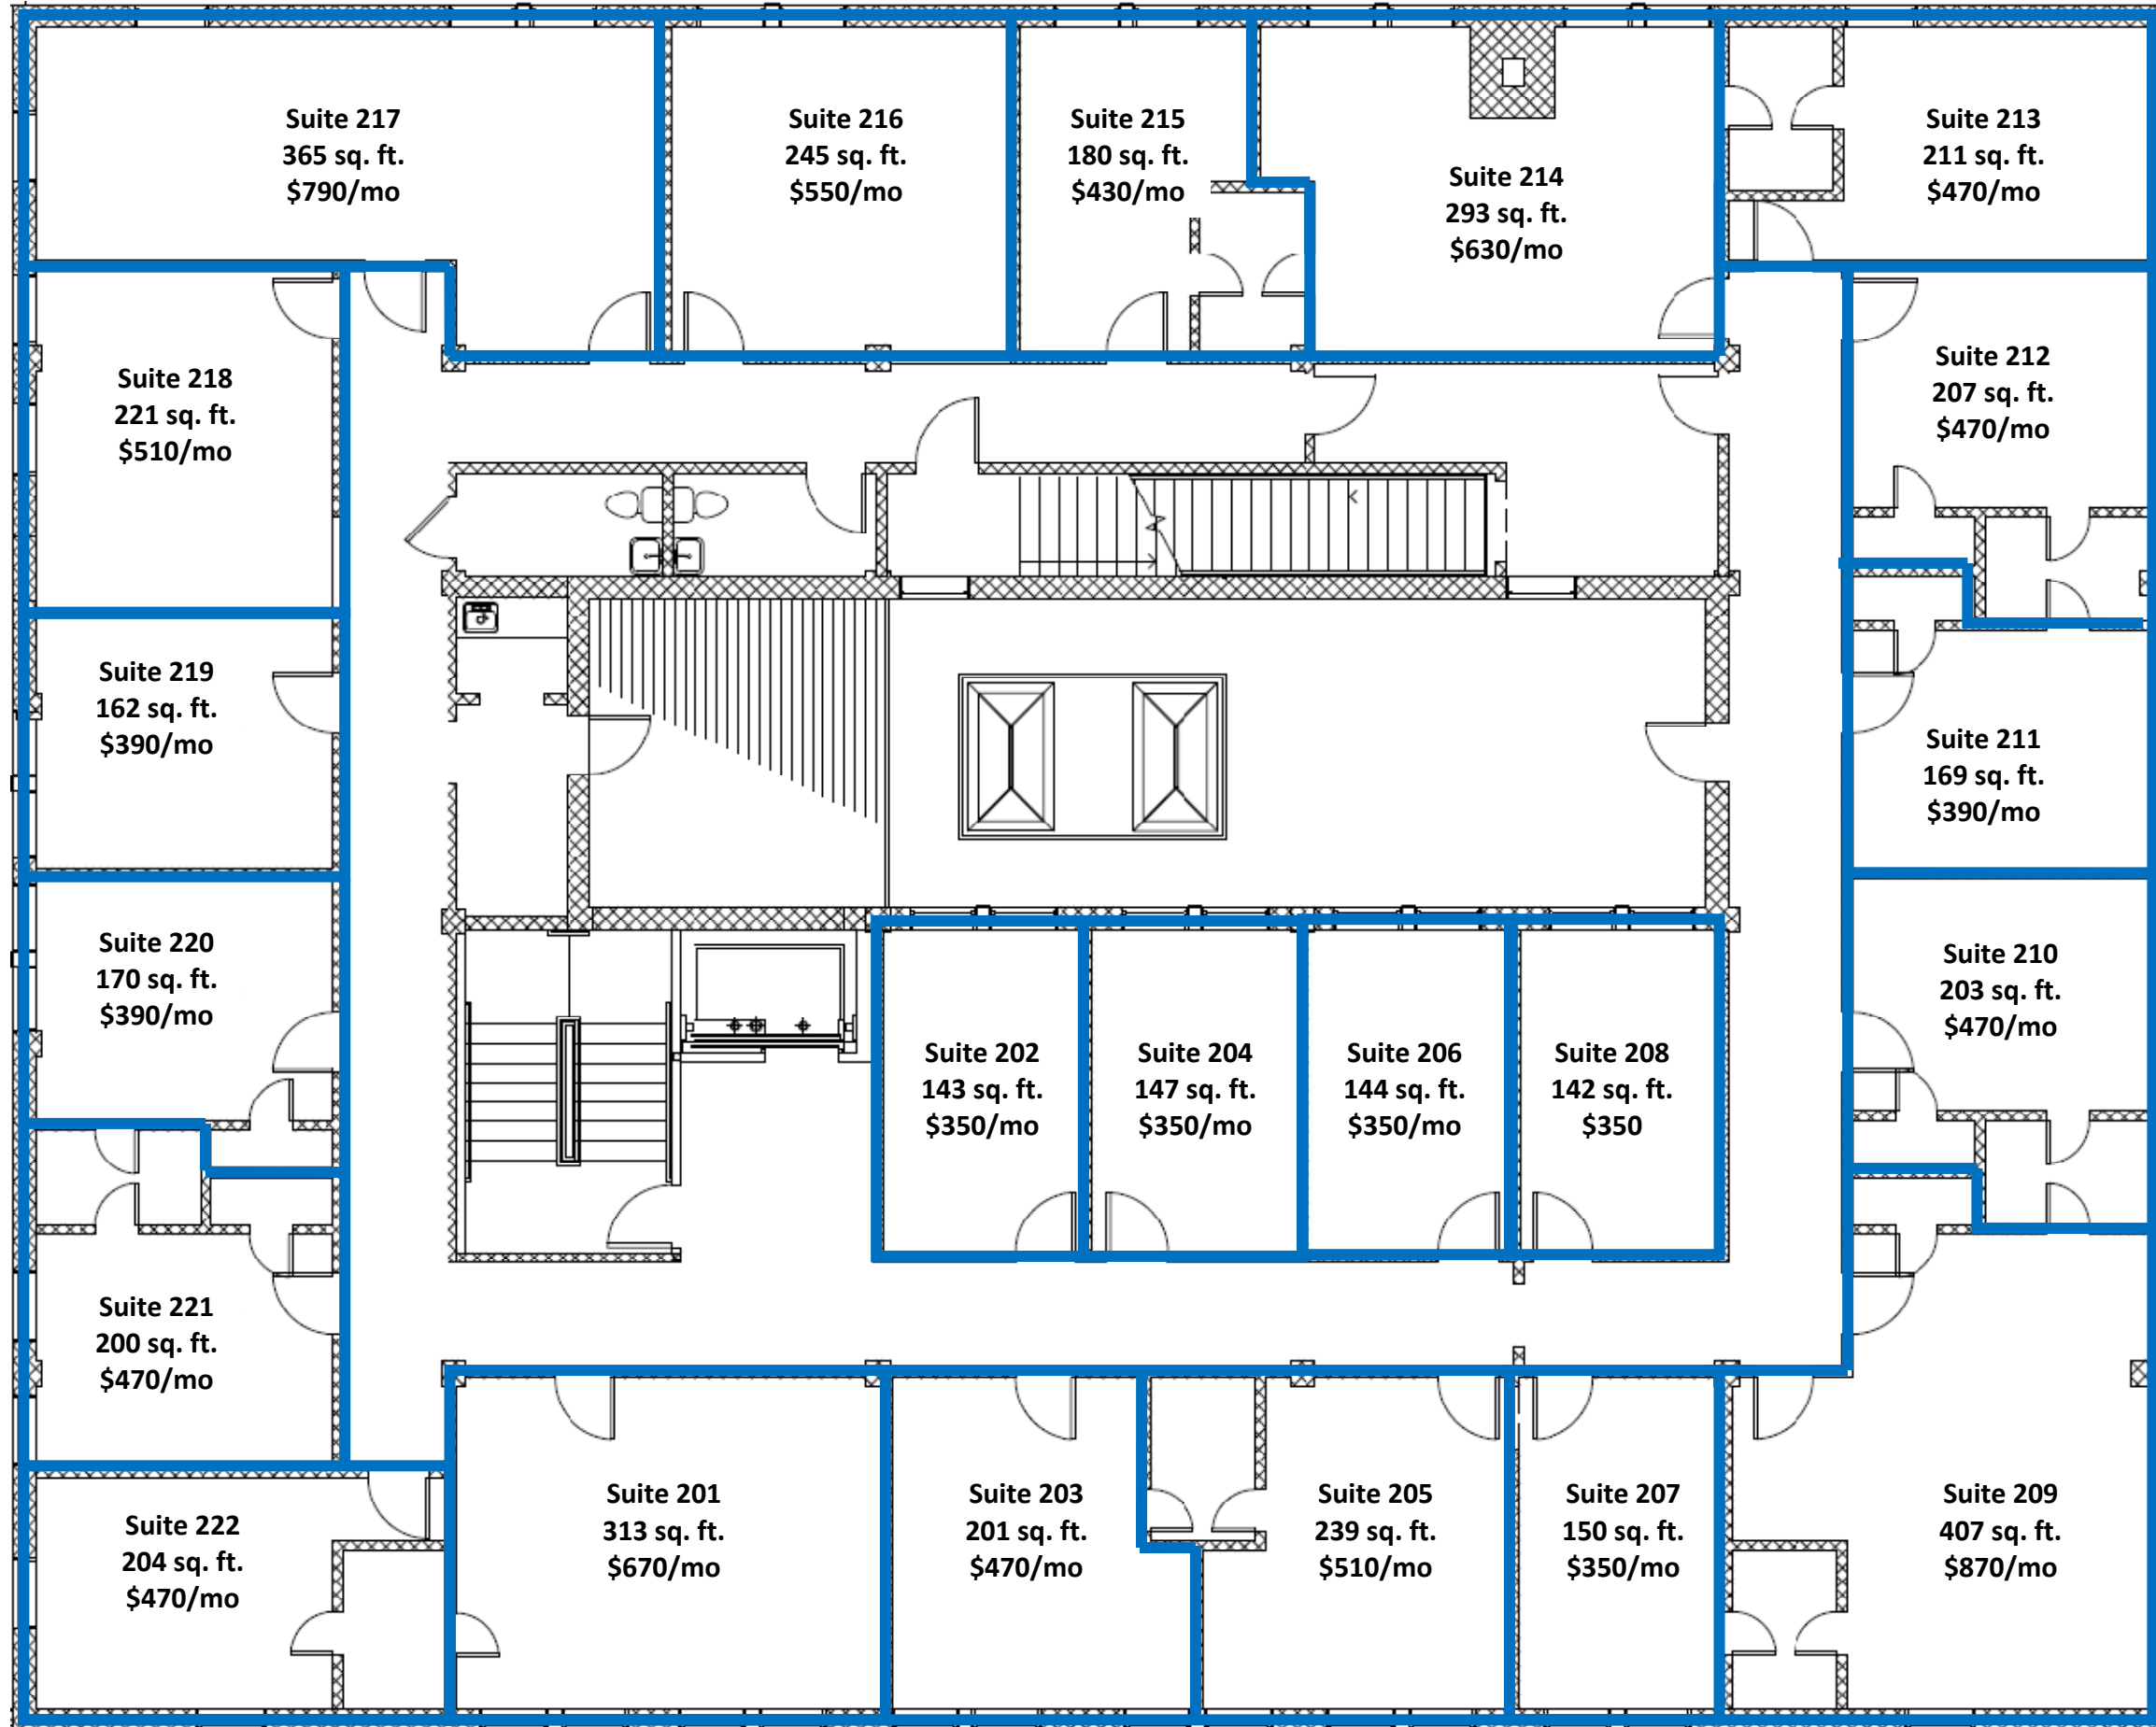 Suite 217
365 sq. ft.
$790/mo
Suite 216
245 sq. ft.
$550/mo
Suite 215
180 sq. ft.
$430/mo
Suite 214
293 sq. ft.
$630/mo
Suite 213
211 sq. ft.
$470/mo
Suite 218
221 sq. ft.
$510/mo
Suite 212
207 sq. ft.
$470/mo
Suite 219
162 sq. ft.
$390/mo
Suite 211
169 sq. ft.
$390/mo
Suite 220
170 sq. ft.
$390/mo
Suite 210
203 sq. ft.
$470/mo
Suite 202
143 sq. ft.
$350/mo
Suite 204
147 sq. ft.
$350/mo
Suite 206
144 sq. ft.
$350/mo
Suite 208
142 sq. ft.
$350
Suite 221
200 sq. ft.
$470/mo
Suite 222
204 sq. ft.
$470/mo
Suite 201
313 sq. ft.
$670/mo
Suite 203
201 sq. ft.
$470/mo
Suite 205
239 sq. ft.
$510/mo
Suite 207
150 sq. ft.
$350/mo
Suite 209
407 sq. ft.
$870/mo